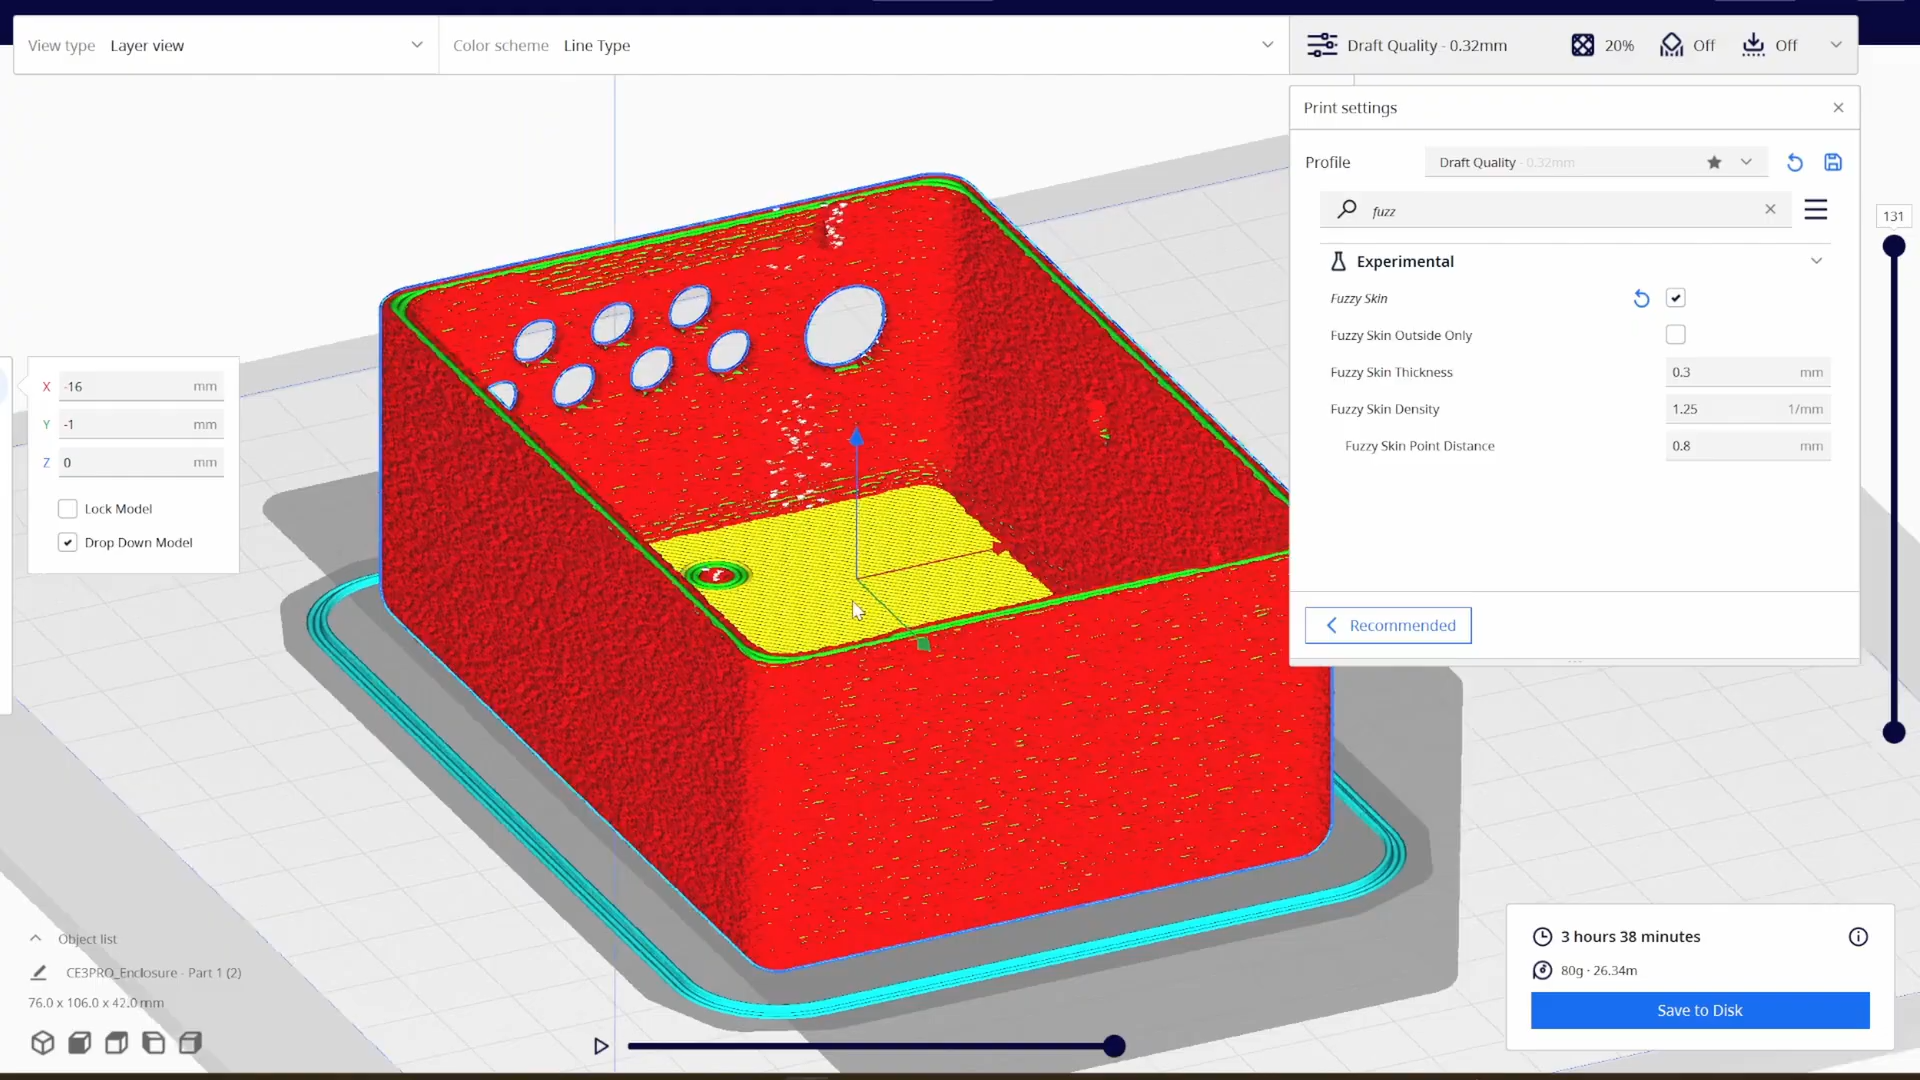 View type Layer view
Color scheme Line Type
Draft Quality - 0.32mm 20% Off Off
Print settings
Profile Draft Quality - 0.32mm
fuzz
131
Experimental
Fuzzy Skin
Fuzzy Skin Outside Only
Fuzzy Skin Thickness 0.3 mm
Fuzzy Skin Density 1.25 1/mm
Fuzzy Skin Point Distance 0.8 mm
Recommended
X -16 mm
Y -1 mm
Z 0 mm
Lock Model
Drop Down Model
Object list
CE3PRO_Enclosure - Part 1 (2)
76.0 x 106.0 x 42.0 mm
3 hours 38 minutes
80g · 26.34m
Save to Disk